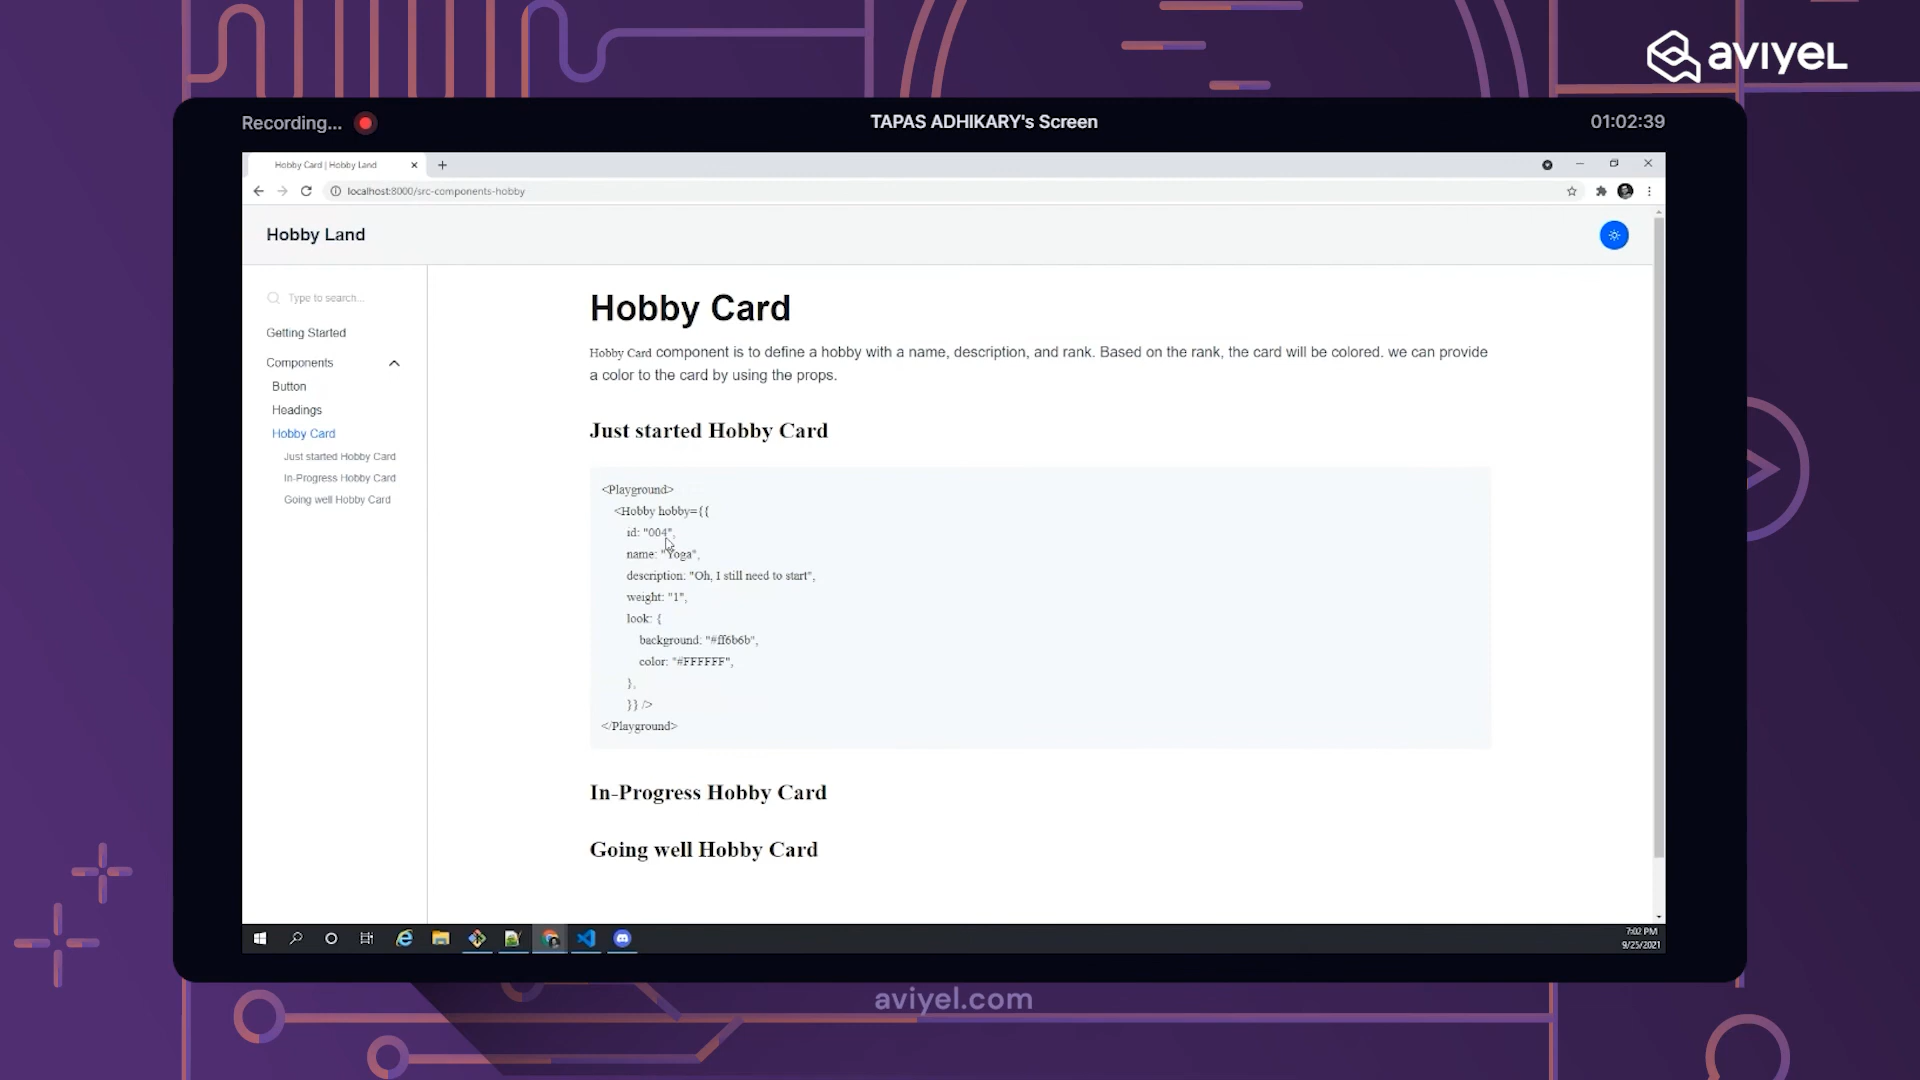 aviyel
Recording...
TAPAS ADHIKARY's Screen
01:02:39
Hobby Card | Hobby Land
localhost:8000/src-components-hobby
Hobby Land
Type to search...
Getting Started
Components
Button
Headings
Hobby Card
Just started Hobby Card
In-Progress Hobby Card
Going well Hobby Card
Hobby Card
Hobby Card component is to define a hobby with a name, description, and rank. Based on the rank, the card will be colored. we can provide
a color to the card by using the props.
Just started Hobby Card
<Playground>
<Hobby hobby={{
id: "004",
name: "Yoga",
description: "Oh, I still need to start",
weight: "1",
look: {
background: "#ff6b6b",
color: "#FFFFFF",
},
}} />
</Playground>
In-Progress Hobby Card
Going well Hobby Card
7:02 PM
9/25/2021
aviyel.com